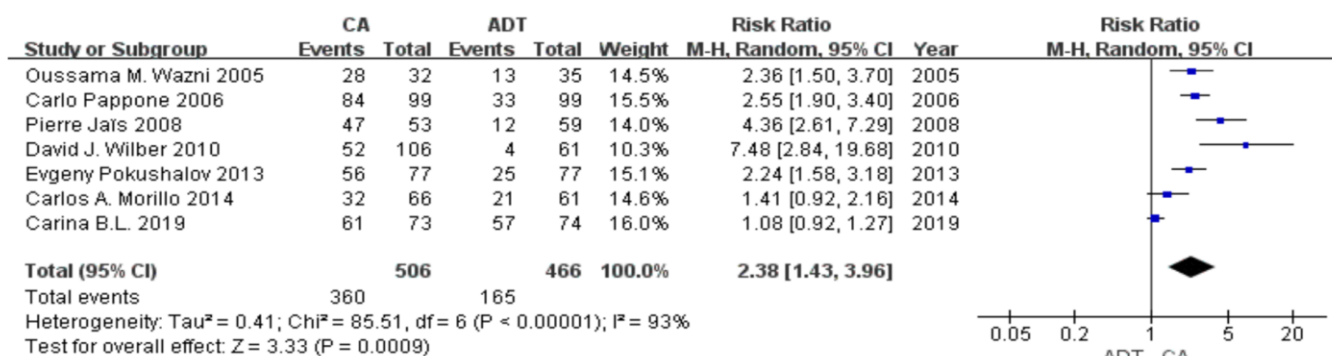 CA ADT Risk Ratio Risk Ratio
Study or Subgroup Events Total Events Total Weight M-H, Random, 95% CI Year M-H, Random, 95% CI
Oussama M. Wazni 2005 28 32 13 35 14.5% 2.36 [1.50, 3.70] 2005
Carlo Pappone 2006 84 99 33 99 15.5% 2.55 [1.90, 3.40] 2006
Pierre Jaïs 2008 47 53 12 59 14.0% 4.36 [2.61, 7.29] 2008
David J. Wilber 2010 52 106 4 61 10.3% 7.48 [2.84, 19.68] 2010
Evgeny Pokushalov 2013 56 77 25 77 15.1% 2.24 [1.58, 3.18] 2013
Carlos A. Morillo 2014 32 66 21 61 14.6% 1.41 [0.92, 2.16] 2014
Carina B.L. 2019 61 73 57 74 16.0% 1.08 [0.92, 1.27] 2019
Total (95% CI) 506 466 100.0% 2.38 [1.43, 3.96]
Total events 360 165
Heterogeneity: Tau² = 0.41; Chi² = 85.51, df = 6 (P < 0.00001); I² = 93%
Test for overall effect: Z = 3.33 (P = 0.0009)
0.05 0.2 1 5 20
ADT CA